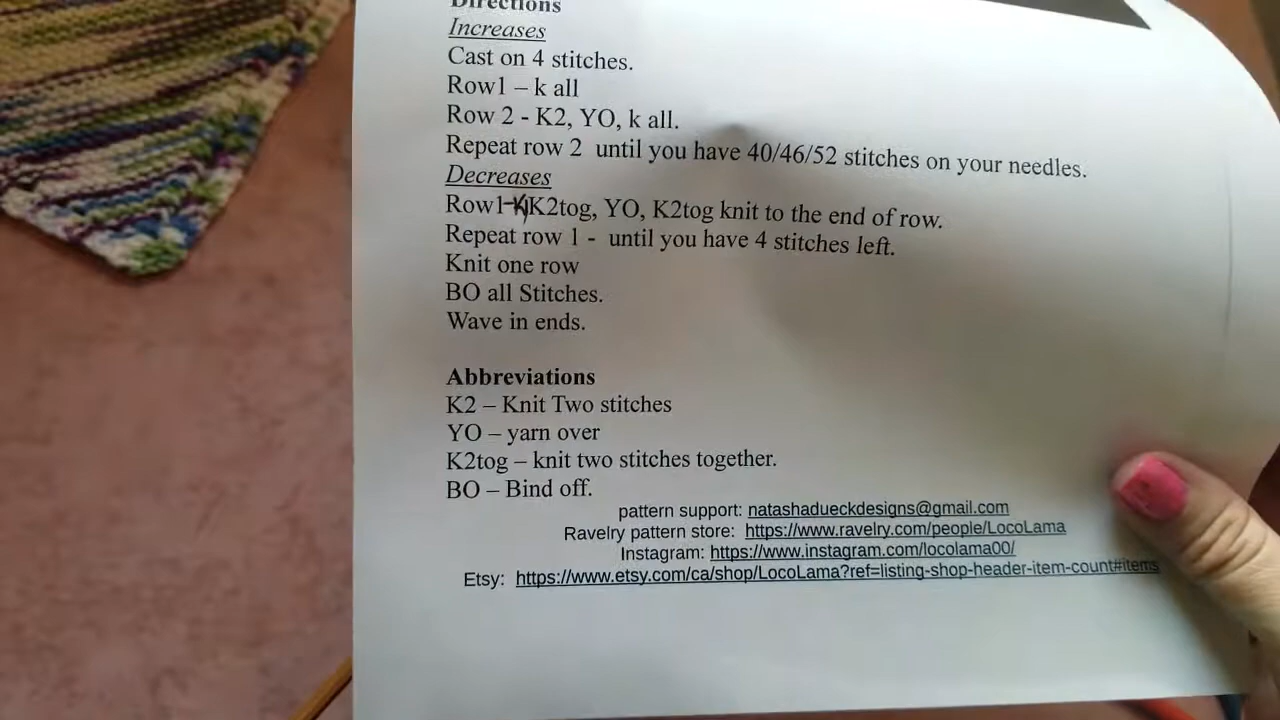 Directions
Increases
Cast on 4 stitches.
Row1 – k all
Row 2 - K2, YO, k all.
Repeat row 2 until you have 40/46/52 stitches on your needles.
Decreases
Row1-K1K2tog, YO, K2tog knit to the end of row.
Repeat row 1 - until you have 4 stitches left.
Knit one row
BO all Stitches.
Wave in ends.
Abbreviations
K2 – Knit Two stitches
YO – yarn over
K2tog – knit two stitches together.
BO – Bind off.
pattern support: natashadueckdesigns@gmail.com
Ravelry pattern store: https://www.ravelry.com/people/LocoLama
Instagram: https://www.instagram.com/locolama00/
Etsy: https://www.etsy.com/ca/shop/LocoLama?ref=listing-shop-header-item-count#items